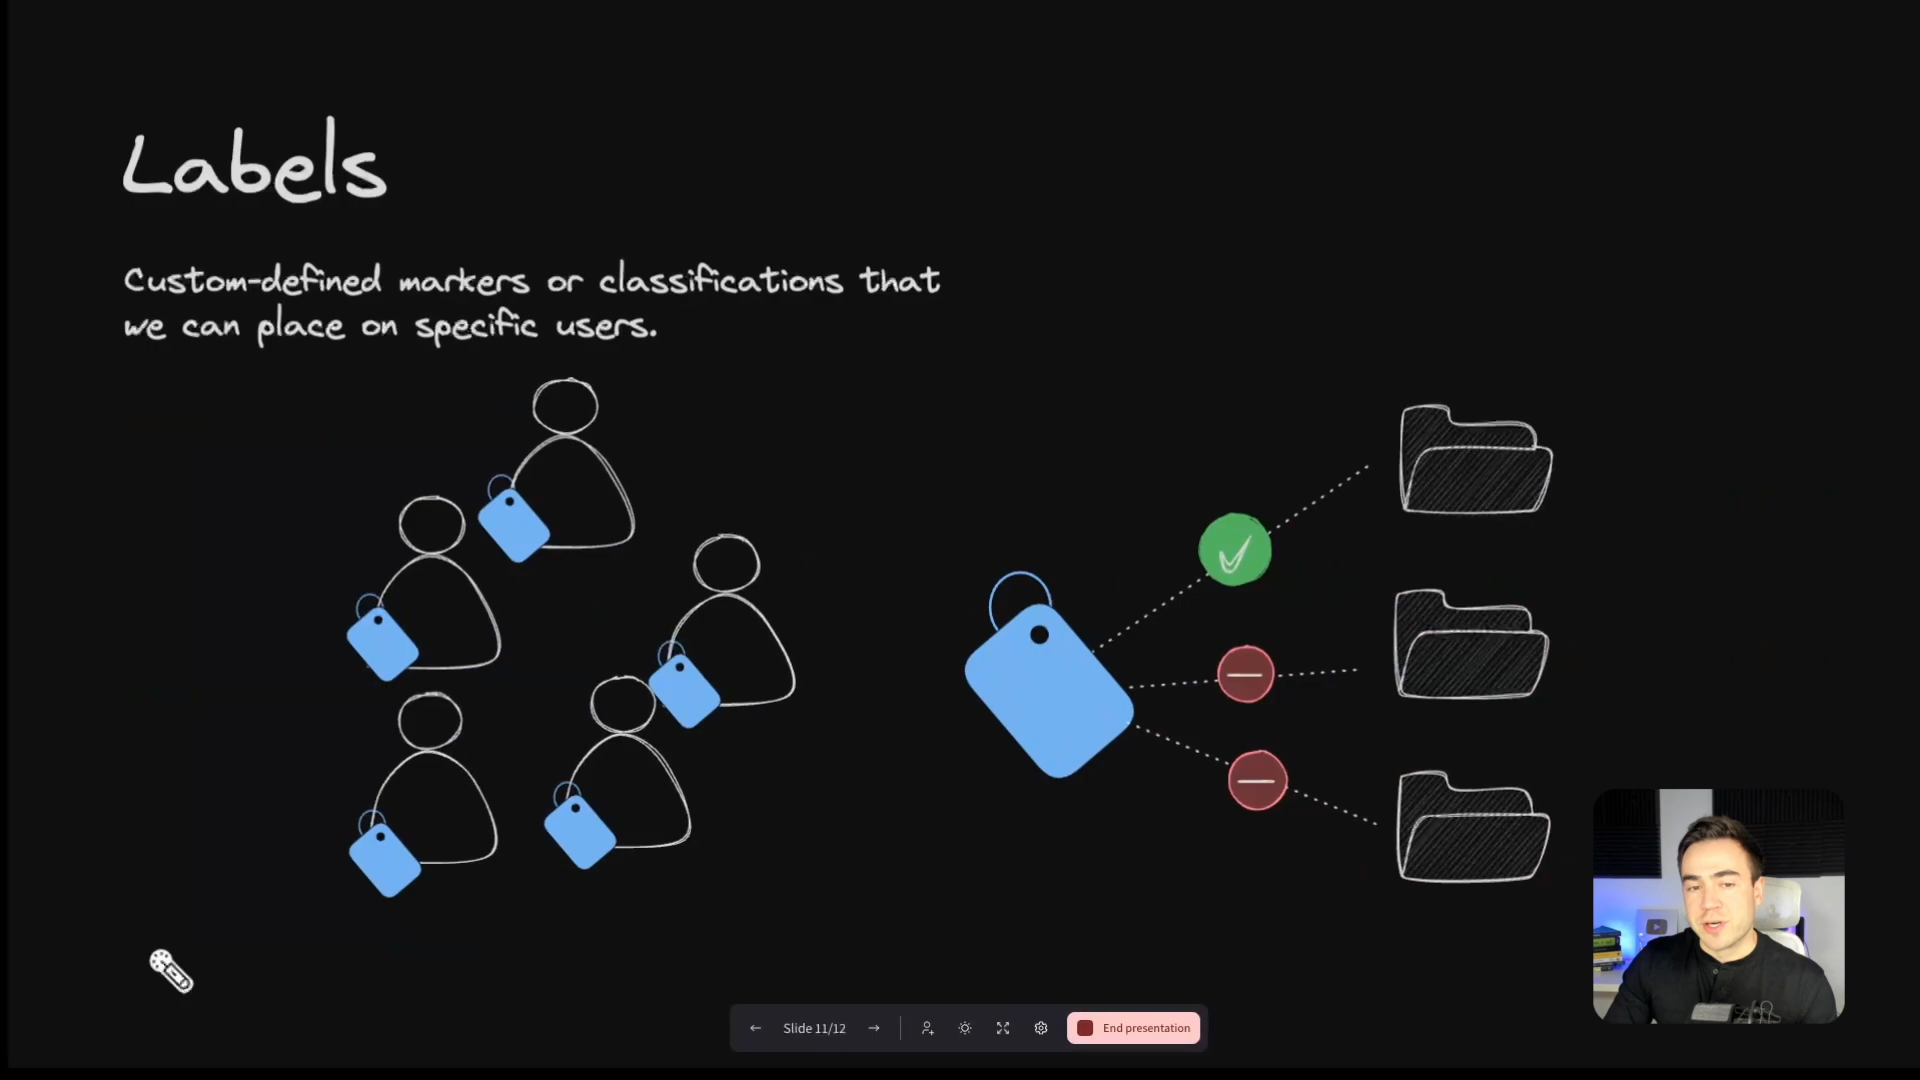 Labels
Custom-defined markers or classifications that
we can place on specific users.
Slide 11/12
End presentation